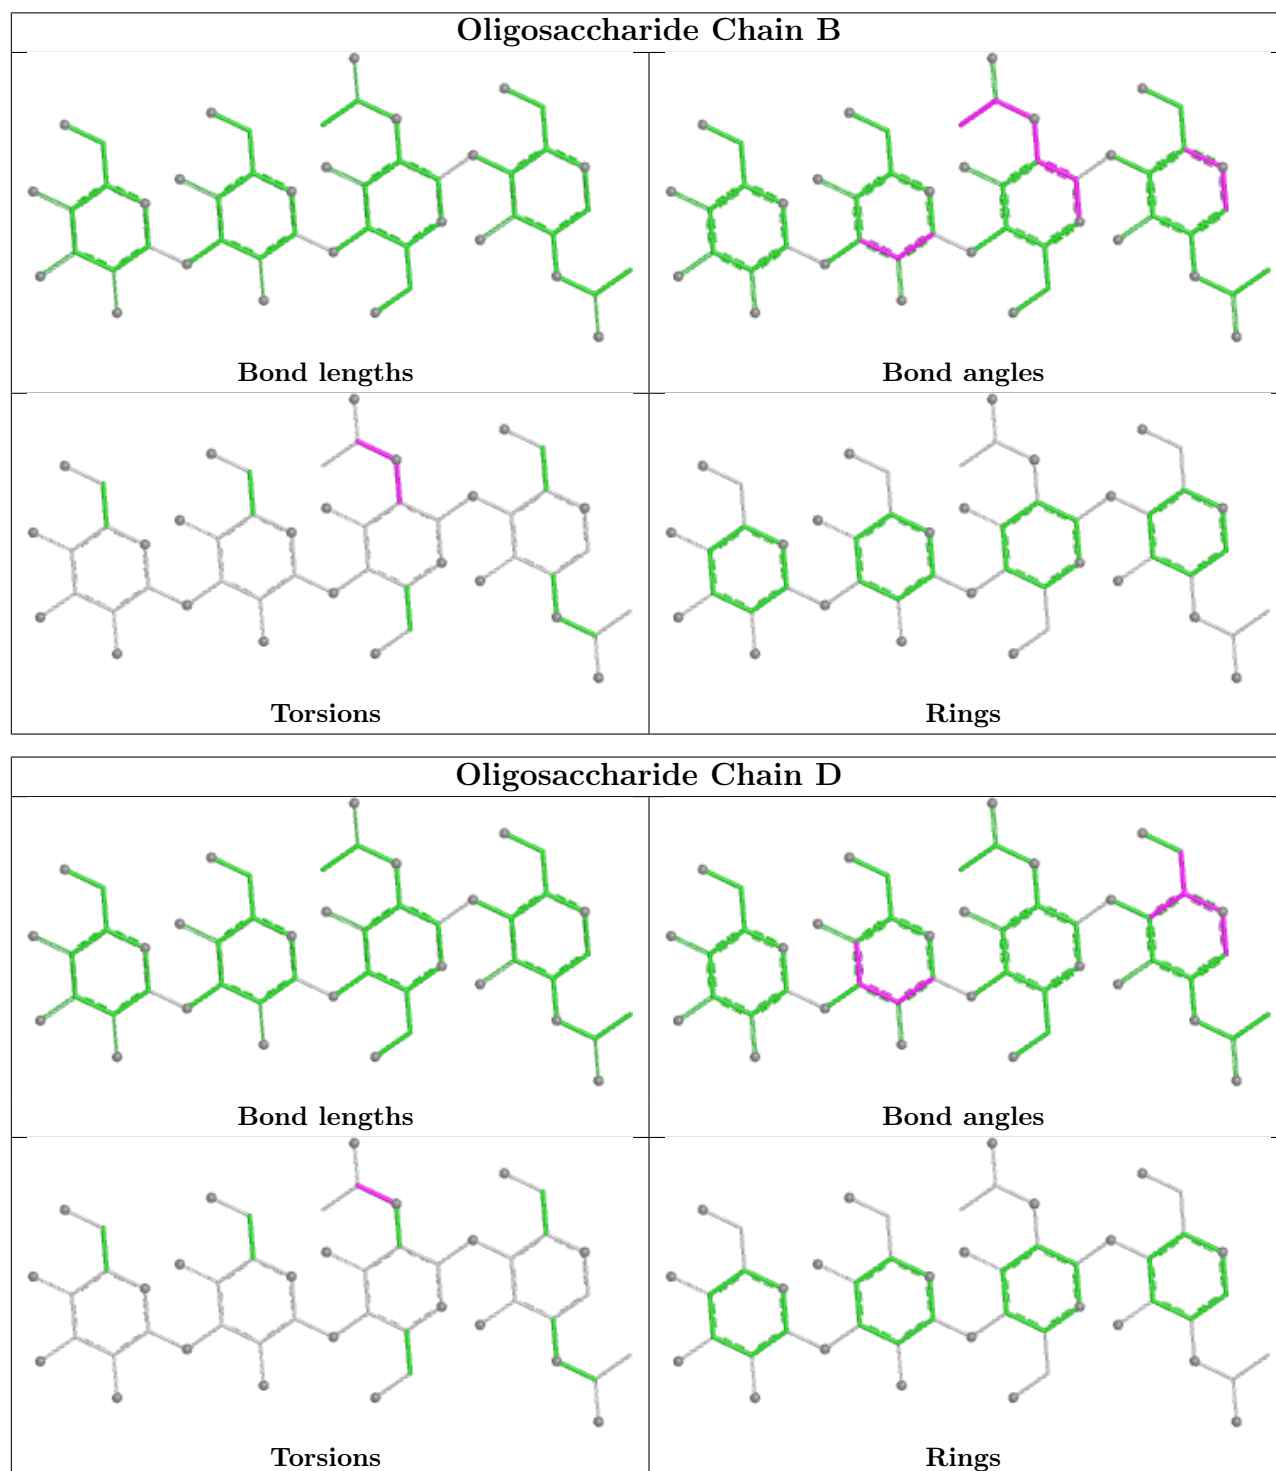 Oligosaccharide Chain B
Bond lengths
Bond angles
Torsions
Rings
Oligosaccharide Chain D
Bond lengths
Bond angles
Torsions
Rings